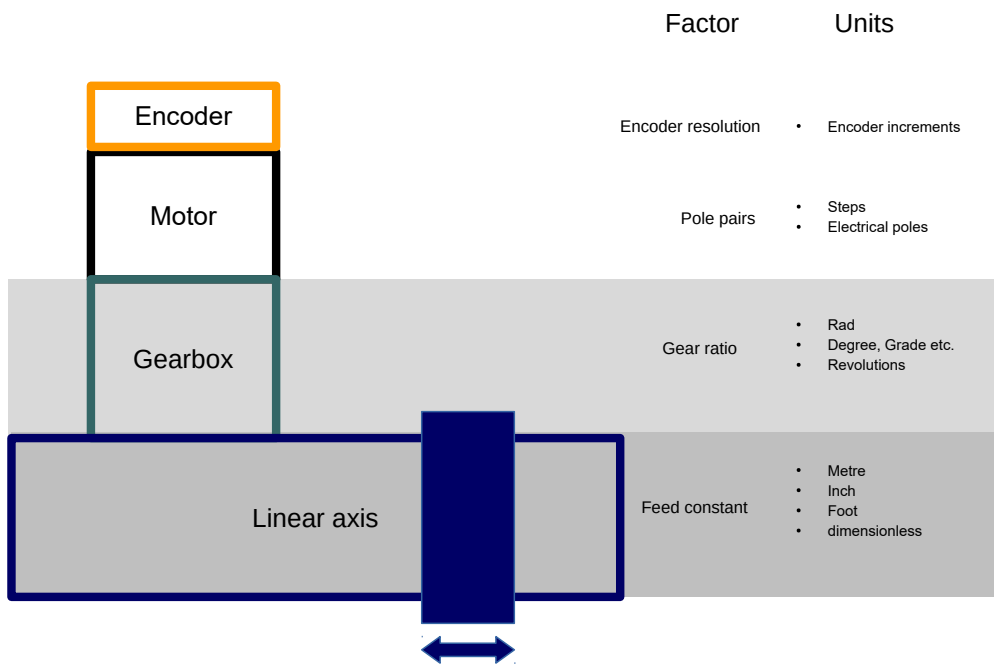 Factor Units
Encoder
Encoder resolution • Encoder increments
Motor
Pole pairs
• Steps
• Electrical poles
Gearbox
Gear ratio
• Rad
• Degree, Grade etc.
• Revolutions
Linear axis
Feed constant
• Metre
• Inch
• Foot
• dimensionless